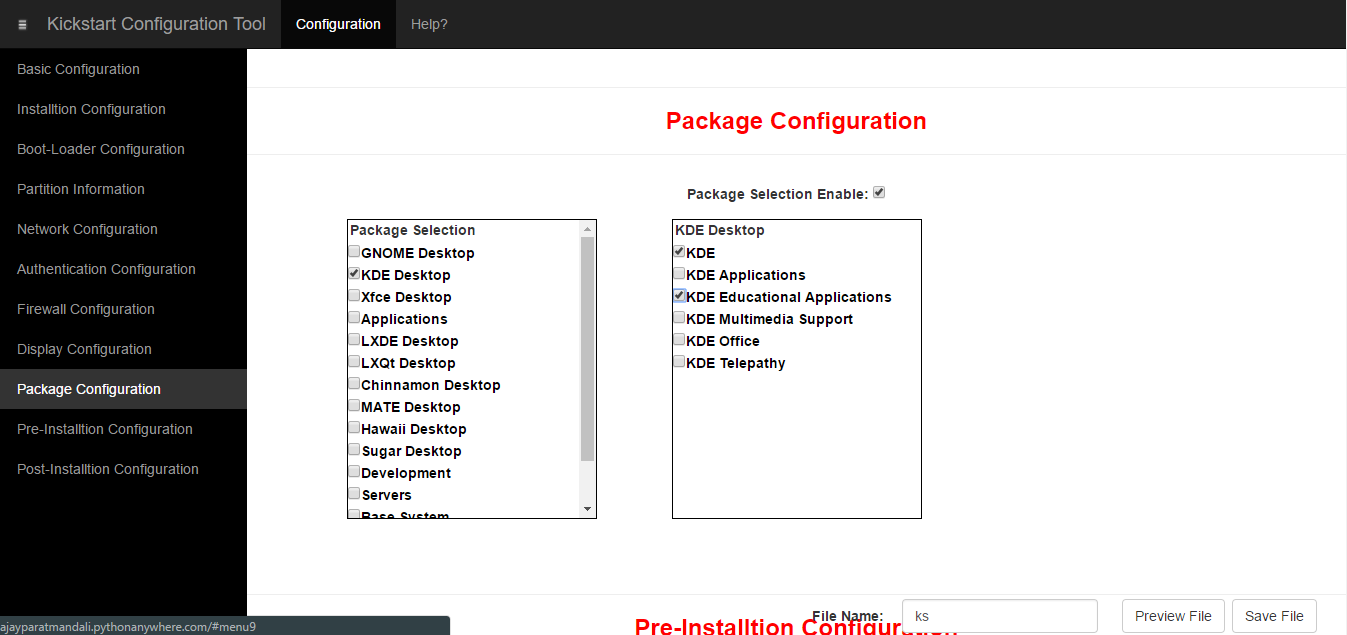 Kickstart Configuration Tool Configuration Help?
Basic Configuration
Installtion Configuration
Boot-Loader Configuration
Partition Information
Network Configuration
Authentication Configuration
Firewall Configuration
Display Configuration
Package Configuration
Pre-Installtion Configuration
Post-Installtion Configuration
Package Configuration
Package Selection Enable:
Package Selection
GNOME Desktop
KDE Desktop
Xfce Desktop
Applications
LXDE Desktop
LXQt Desktop
Chinnamon Desktop
MATE Desktop
Hawaii Desktop
Sugar Desktop
Development
Servers
Base System
KDE Desktop
KDE
KDE Applications
KDE Educational Applications
KDE Multimedia Support
KDE Office
KDE Telepathy
Pre-Installtion Configuration
File Name: ks Preview File Save File
ajayparatmandali.pythonanywhere.com/#menu9